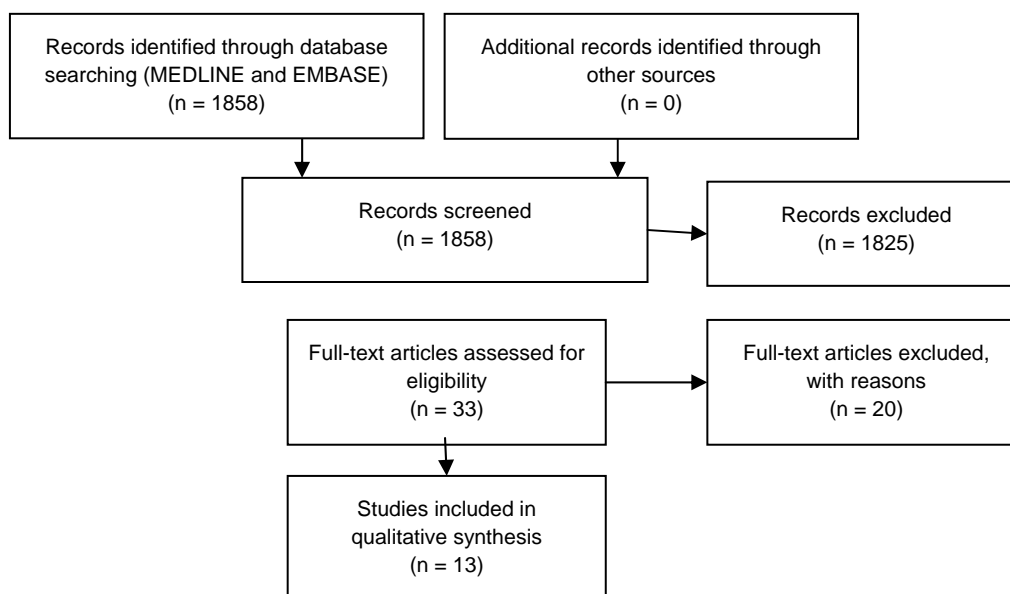 Records identified through database
searching (MEDLINE and EMBASE)
(n = 1858)
Additional records identified through
other sources
(n = 0)
Records screened
(n = 1858)
Records excluded
(n = 1825)
Full-text articles assessed for
eligibility
(n = 33)
Full-text articles excluded,
with reasons
(n = 20)
Studies included in
qualitative synthesis
(n = 13)